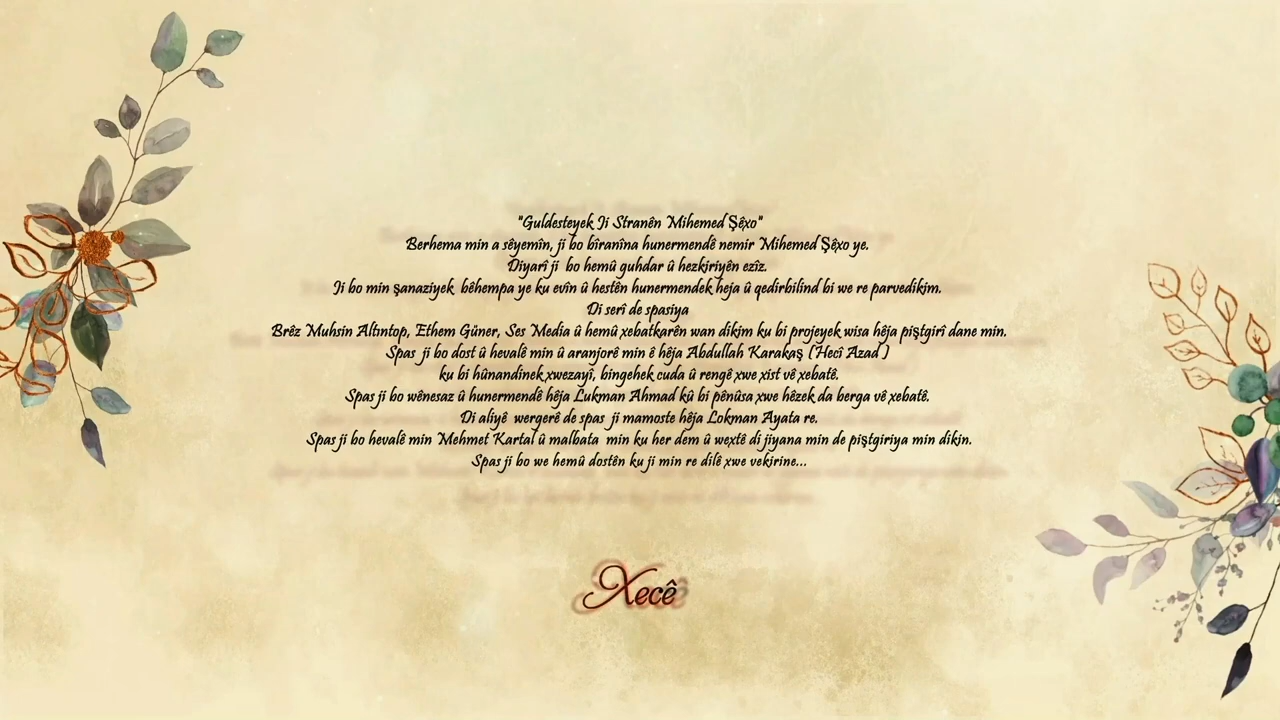 "Guldesteyek Ji Stranên Mihemed Şêxo"
Berhema min a sêyemîn, ji bo bîranîna hunermendê nemir Mihemed Şêxo ye.
Diyarî ji bo hemû guhdar û hezkiriyên ezîz.
Ji bo min şanaziyek bêhempa ye ku evîn û hestên hunermendek heja û qedirbilind bi we re parvedikim.
Di serî de spasiya
Brêz Muhsin Altıntop, Ethem Güner, Ses Media û hemû xebatkarên wan dikim ku bi projeyek wisa hêja piştgirî dane min.
Spas ji bo dost û hevalê min û aranjorê min ê hêja Abdullah Karakaş (Hecî Azad )
ku bi hûnandinek xwezayî, bingehek cuda û rengê xwe xist vê xebatê.
Spas ji bo wênesaz û hunermendê hêja Lukman Ahmad kû bi pênûsa xwe hêzek da berga vê xebatê.
Di aliyê wergerê de spas ji mamoste hêja Lokman Ayata re.
Spas ji bo hevalê min Mehmet Kartal û malbata min ku her dem û wextê di jiyana min de piştgiriya min dikin.
Spas ji bo we hemû dostên ku ji min re dilê xwe vekirine...
Xecê